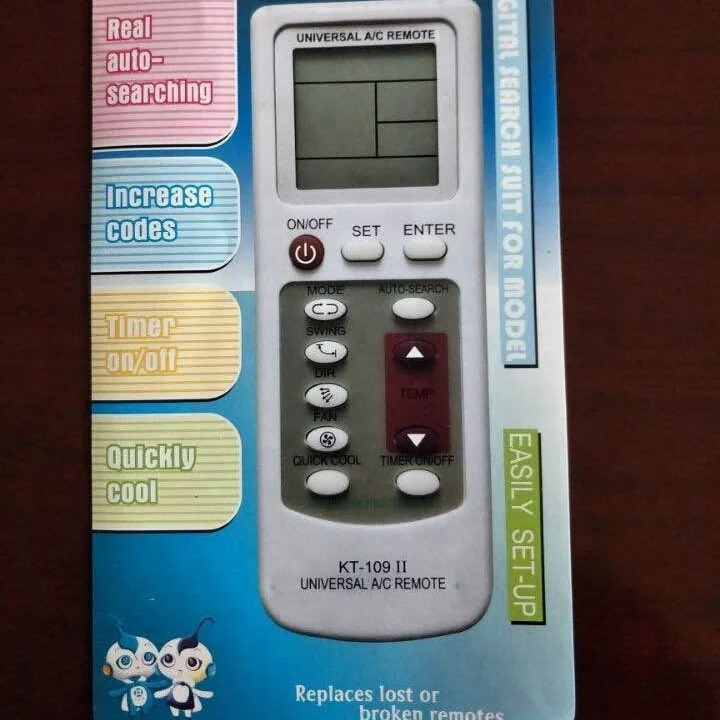 Real
auto-
searching
Increase
codes
Timer
on/off
Quickly
cool
UNIVERSAL A/C REMOTE
ON/OFF
SET
ENTER
MODE
AUTO-SEARCH
SWING
DIR
TEMP
FAN
QUICK COOL
TIMER ON/OFF
KT-109 II
UNIVERSAL A/C REMOTE
SEARCH SUIT FOR MODEL
EASILY SET-UP
Replaces lost or
broken remotes